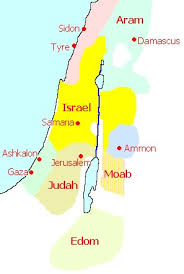 Aram
Sidon
Damascus
Tyre
Israel
Samaria
Ashkalon
Jerusalem
Ammon
Gaza
Judah
Moab
Edom